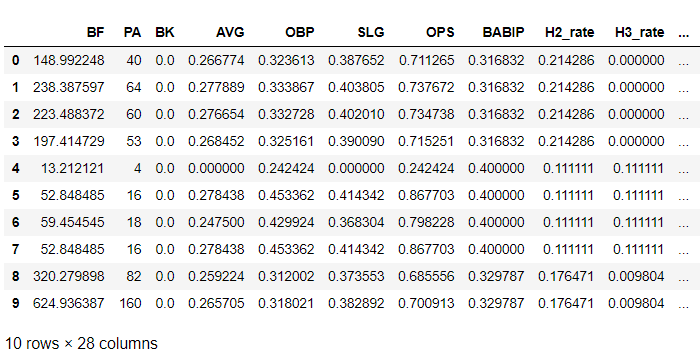 BF PA BK AVG OBP SLG OPS BABIP H2_rate H3_rate ...
0 148.992248 40 0.0 0.266774 0.323613 0.387652 0.711265 0.316832 0.214286 0.000000 ...
1 238.387597 64 0.0 0.277889 0.333867 0.403805 0.737672 0.316832 0.214286 0.000000 ...
2 223.488372 60 0.0 0.276654 0.332728 0.402010 0.734738 0.316832 0.214286 0.000000 ...
3 197.414729 53 0.0 0.268452 0.325161 0.390090 0.715251 0.316832 0.214286 0.000000 ...
4 13.212121 4 0.0 0.000000 0.242424 0.000000 0.242424 0.400000 0.111111 0.111111 ...
5 52.848485 16 0.0 0.278438 0.453362 0.414342 0.867703 0.400000 0.111111 0.111111 ...
6 59.454545 18 0.0 0.247500 0.429924 0.368304 0.798228 0.400000 0.111111 0.111111 ...
7 52.848485 16 0.0 0.278438 0.453362 0.414342 0.867703 0.400000 0.111111 0.111111 ...
8 320.279898 82 0.0 0.259224 0.312002 0.373553 0.685556 0.329787 0.176471 0.009804 ...
9 624.936387 160 0.0 0.265705 0.318021 0.382892 0.700913 0.329787 0.176471 0.009804 ...
10 rows × 28 columns